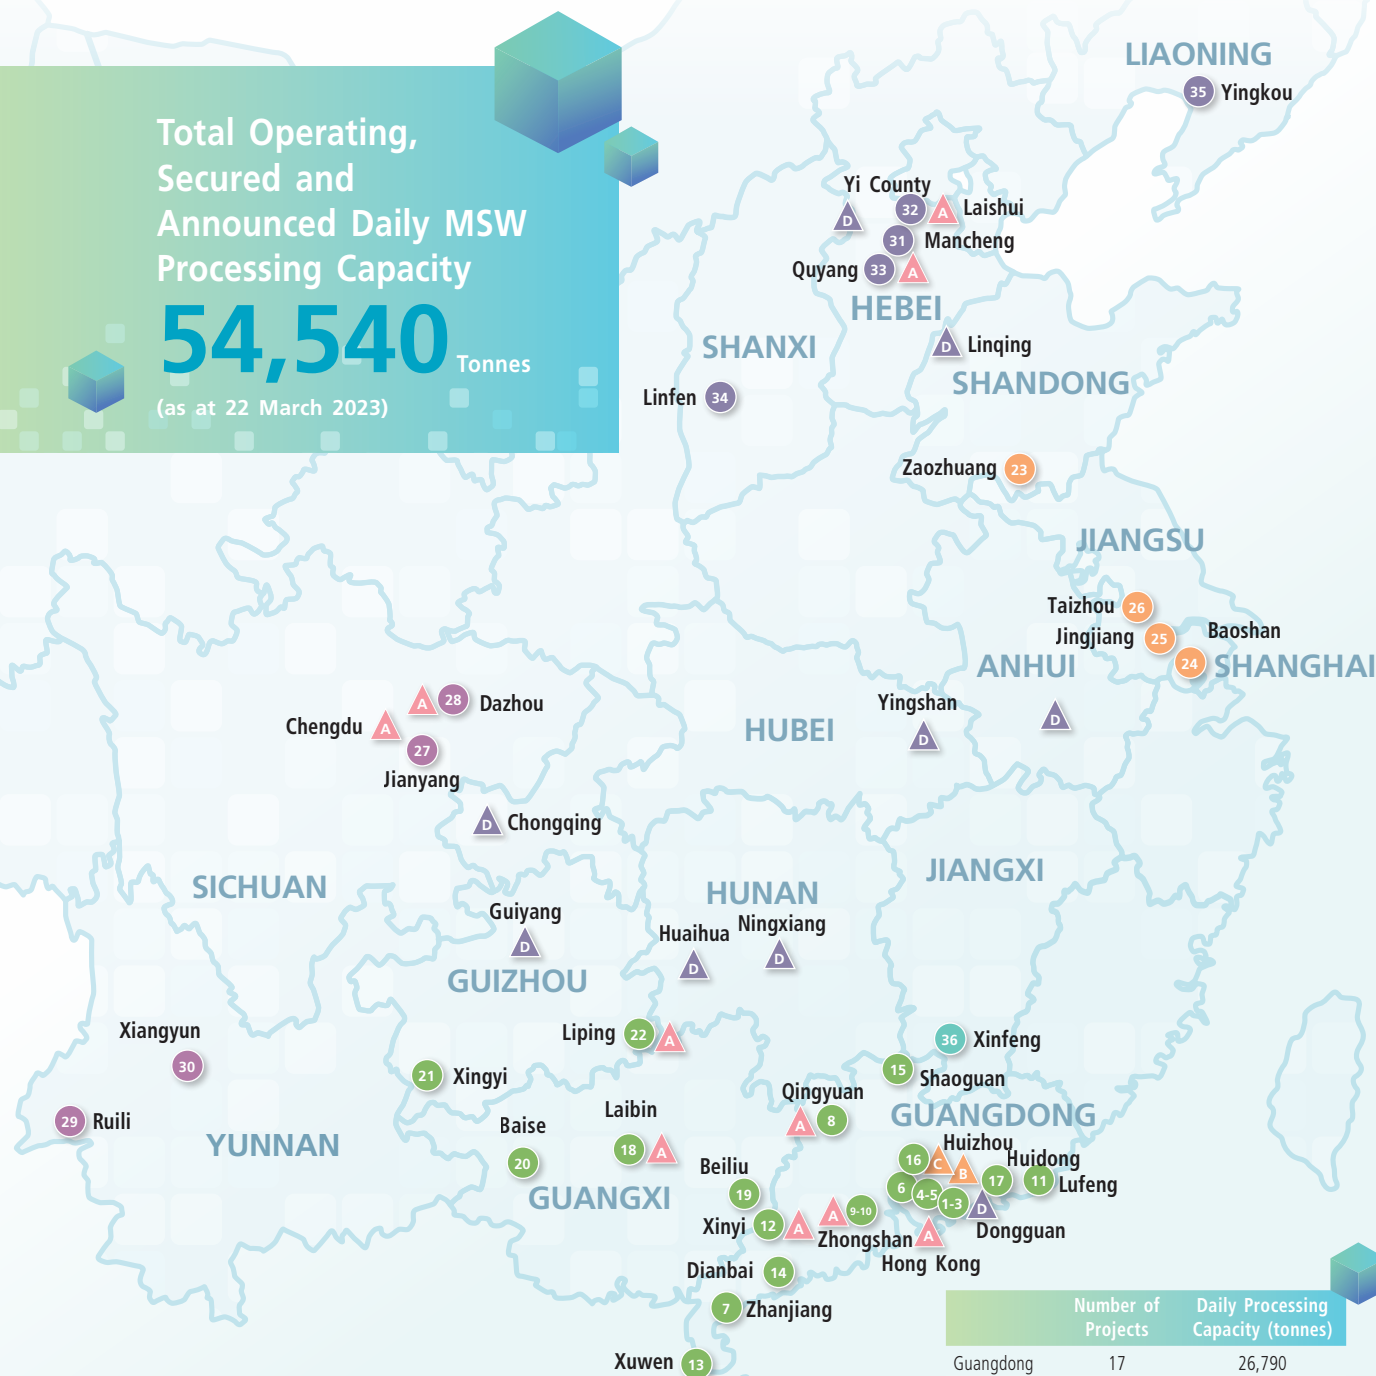 Total Operating,
Secured and
Announced Daily MSW
Processing Capacity
54,540 Tonnes
(as at 22 March 2023)
LIAONING
35 Yingkou
Yi County
D 32 A Laishui
31 Mancheng
Quyang 33 A
HEBEI
SHANXI
D Linqing
SHANDONG
Linfen 34
Zaozhuang 23
JIANGSU
Taizhou 26
Jingjiang 25
Baoshan
24 SHANGHAI
ANHUI
D
Yingshan
D
HUBEI
A 28 Dazhou
Chengdu A
27
Jianyang
D Chongqing
SICHUAN
HUNAN
JIANGXI
Guiyang
D
GUIZHOU
Huaihua
D
Ningxiang
D
Xiangyun
30
29 Ruili
YUNNAN
Liping 22 A
21 Xingyi
36 Xinfeng
15 Shaoguan
Qingyuan
A 8
GUANGDONG
Baise
20
Laibin
18 A
GUANGXI
Beiliu
19
Xinyi 12 A
Huizhou
16 C B
Huidong
17
11 Lufeng
6 4-5 1-3 D
Dongguan
A 9-10
Zhongshan
A
Hong Kong
Dianbai 14
7 Zhanjiang
Xuwen 13
Number of Projects
Daily Processing Capacity (tonnes)
Guangdong 17 26,790